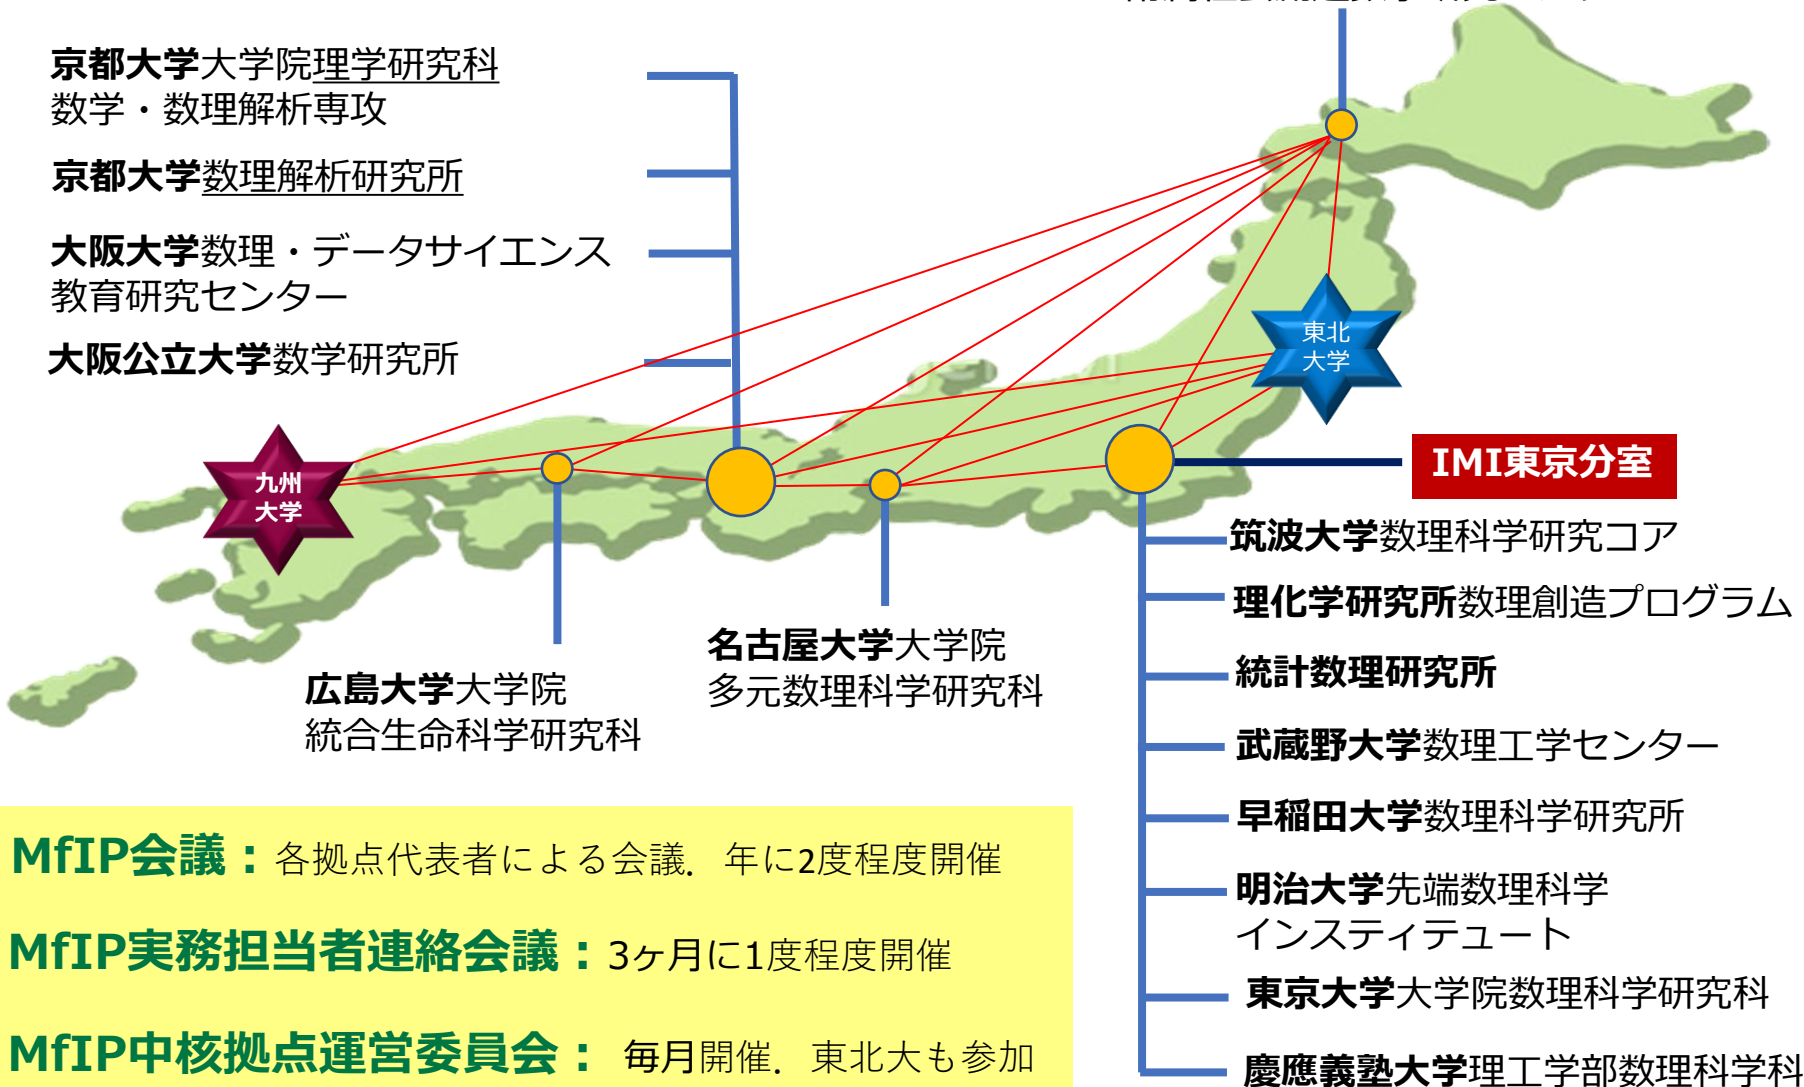 京都大学大学院理学研究科
数学・数理解析専攻
京都大学数理解析研究所
大阪大学数理・データサイエンス
教育研究センター
大阪公立大学数学研究所
東北
大学
九州
大学
IMI東京分室
筑波大学数理科学研究コア
理化学研究所数理創造プログラム
統計数理研究所
武蔵野大学数理工学センター
早稲田大学数理科学研究所
明治大学先端数理科学
インスティテュート
東京大学大学院数理科学研究科
慶應義塾大学理工学部数理科学科
名古屋大学大学院
多元数理科学研究科
広島大学大学院
統合生命科学研究科
MfIP会議：各拠点代表者による会議．年に2度程度開催
MfIP実務担当者連絡会議：3ヶ月に1度程度開催
MfIP中核拠点運営委員会： 毎月開催．東北大も参加